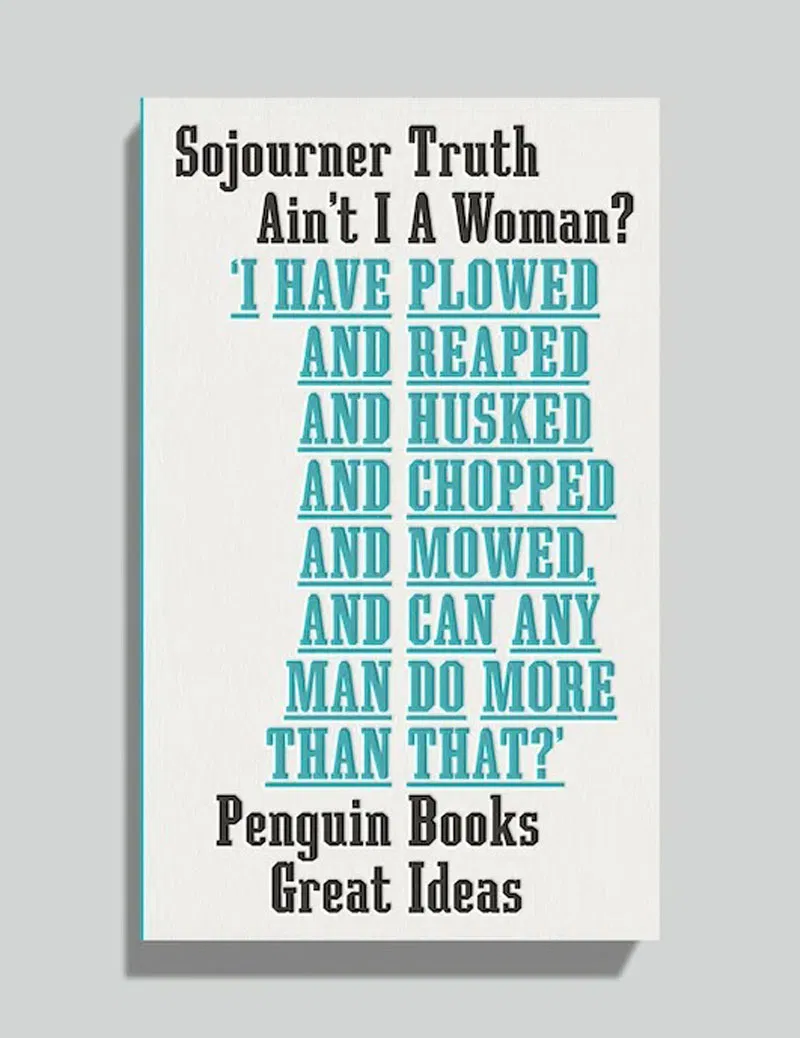 Sojourner Truth
Ain't I A Woman?
‘I HAVE PLOWED
AND REAPED
AND HUSKED
AND CHOPPED
AND MOWED,
AND CAN ANY
MAN DO MORE
THAN THAT?’
Penguin Books
Great Ideas